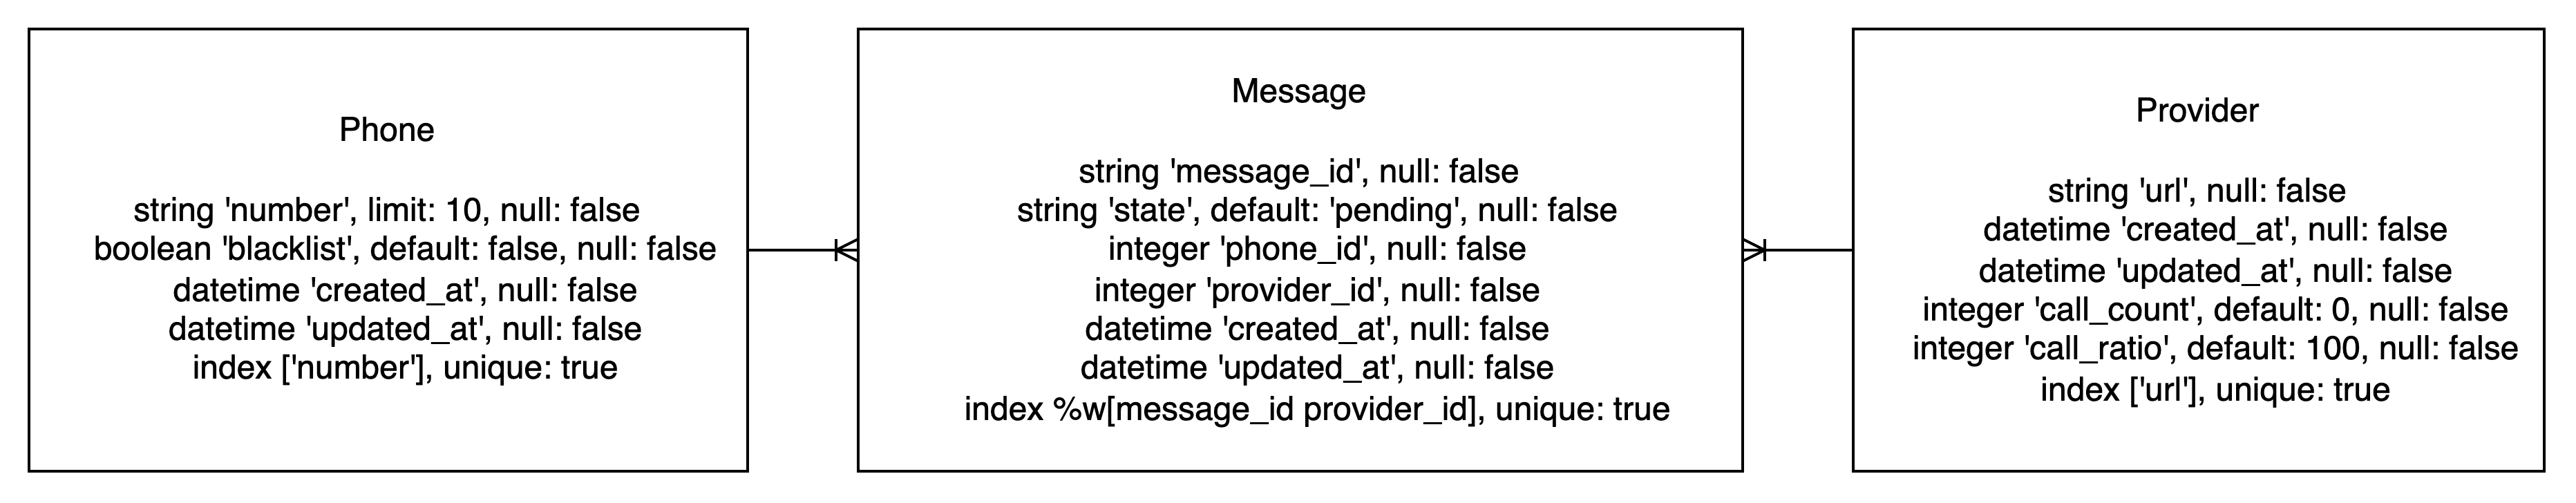 Phone
string 'number', limit: 10, null: false
boolean 'blacklist', default: false, null: false
datetime 'created_at', null: false
datetime 'updated_at', null: false
index ['number'], unique: true
Message
string 'message_id', null: false
string 'state', default: 'pending', null: false
integer 'phone_id', null: false
integer 'provider_id', null: false
datetime 'created_at', null: false
datetime 'updated_at', null: false
index %w[message_id provider_id], unique: true
Provider
string 'url', null: false
datetime 'created_at', null: false
datetime 'updated_at', null: false
integer 'call_count', default: 0, null: false
integer 'call_ratio', default: 100, null: false
index ['url'], unique: true